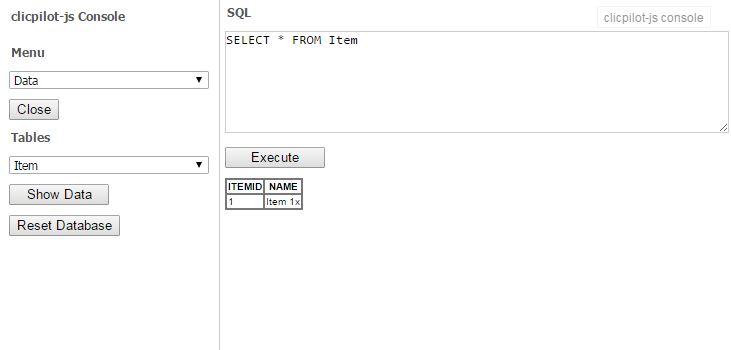 clicpilot-js Console
Menu
Data
Close
Tables
Item
Show Data
Reset Database
SQL
clicpilot-js console
SELECT * FROM Item
Execute
ITEMID NAME
1 Item 1x